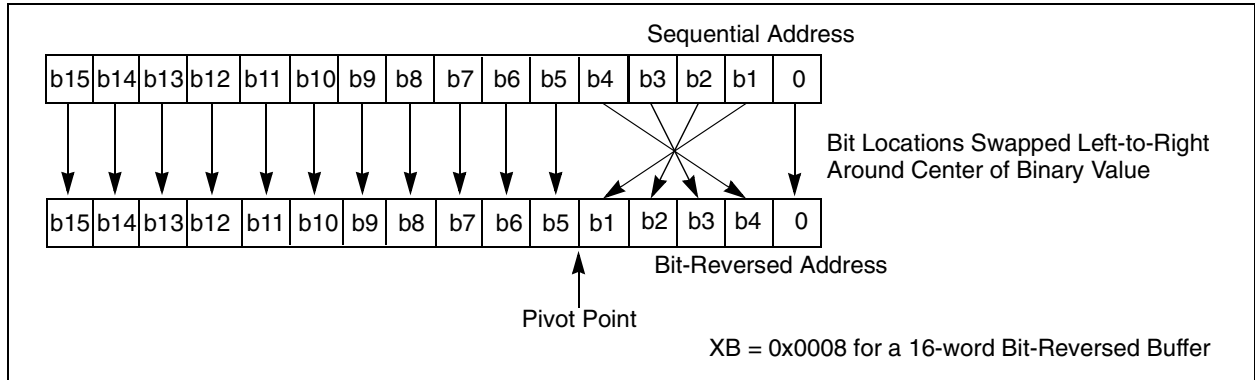 Sequential Address
b15 b14 b13 b12 b11 b10 b9 b8 b7 b6 b5 b4 b3 b2 b1 0
Bit Locations Swapped Left-to-Right
Around Center of Binary Value
b15 b14 b13 b12 b11 b10 b9 b8 b7 b6 b5 b1 b2 b3 b4 0
Bit-Reversed Address
Pivot Point
XB = 0x0008 for a 16-word Bit-Reversed Buffer